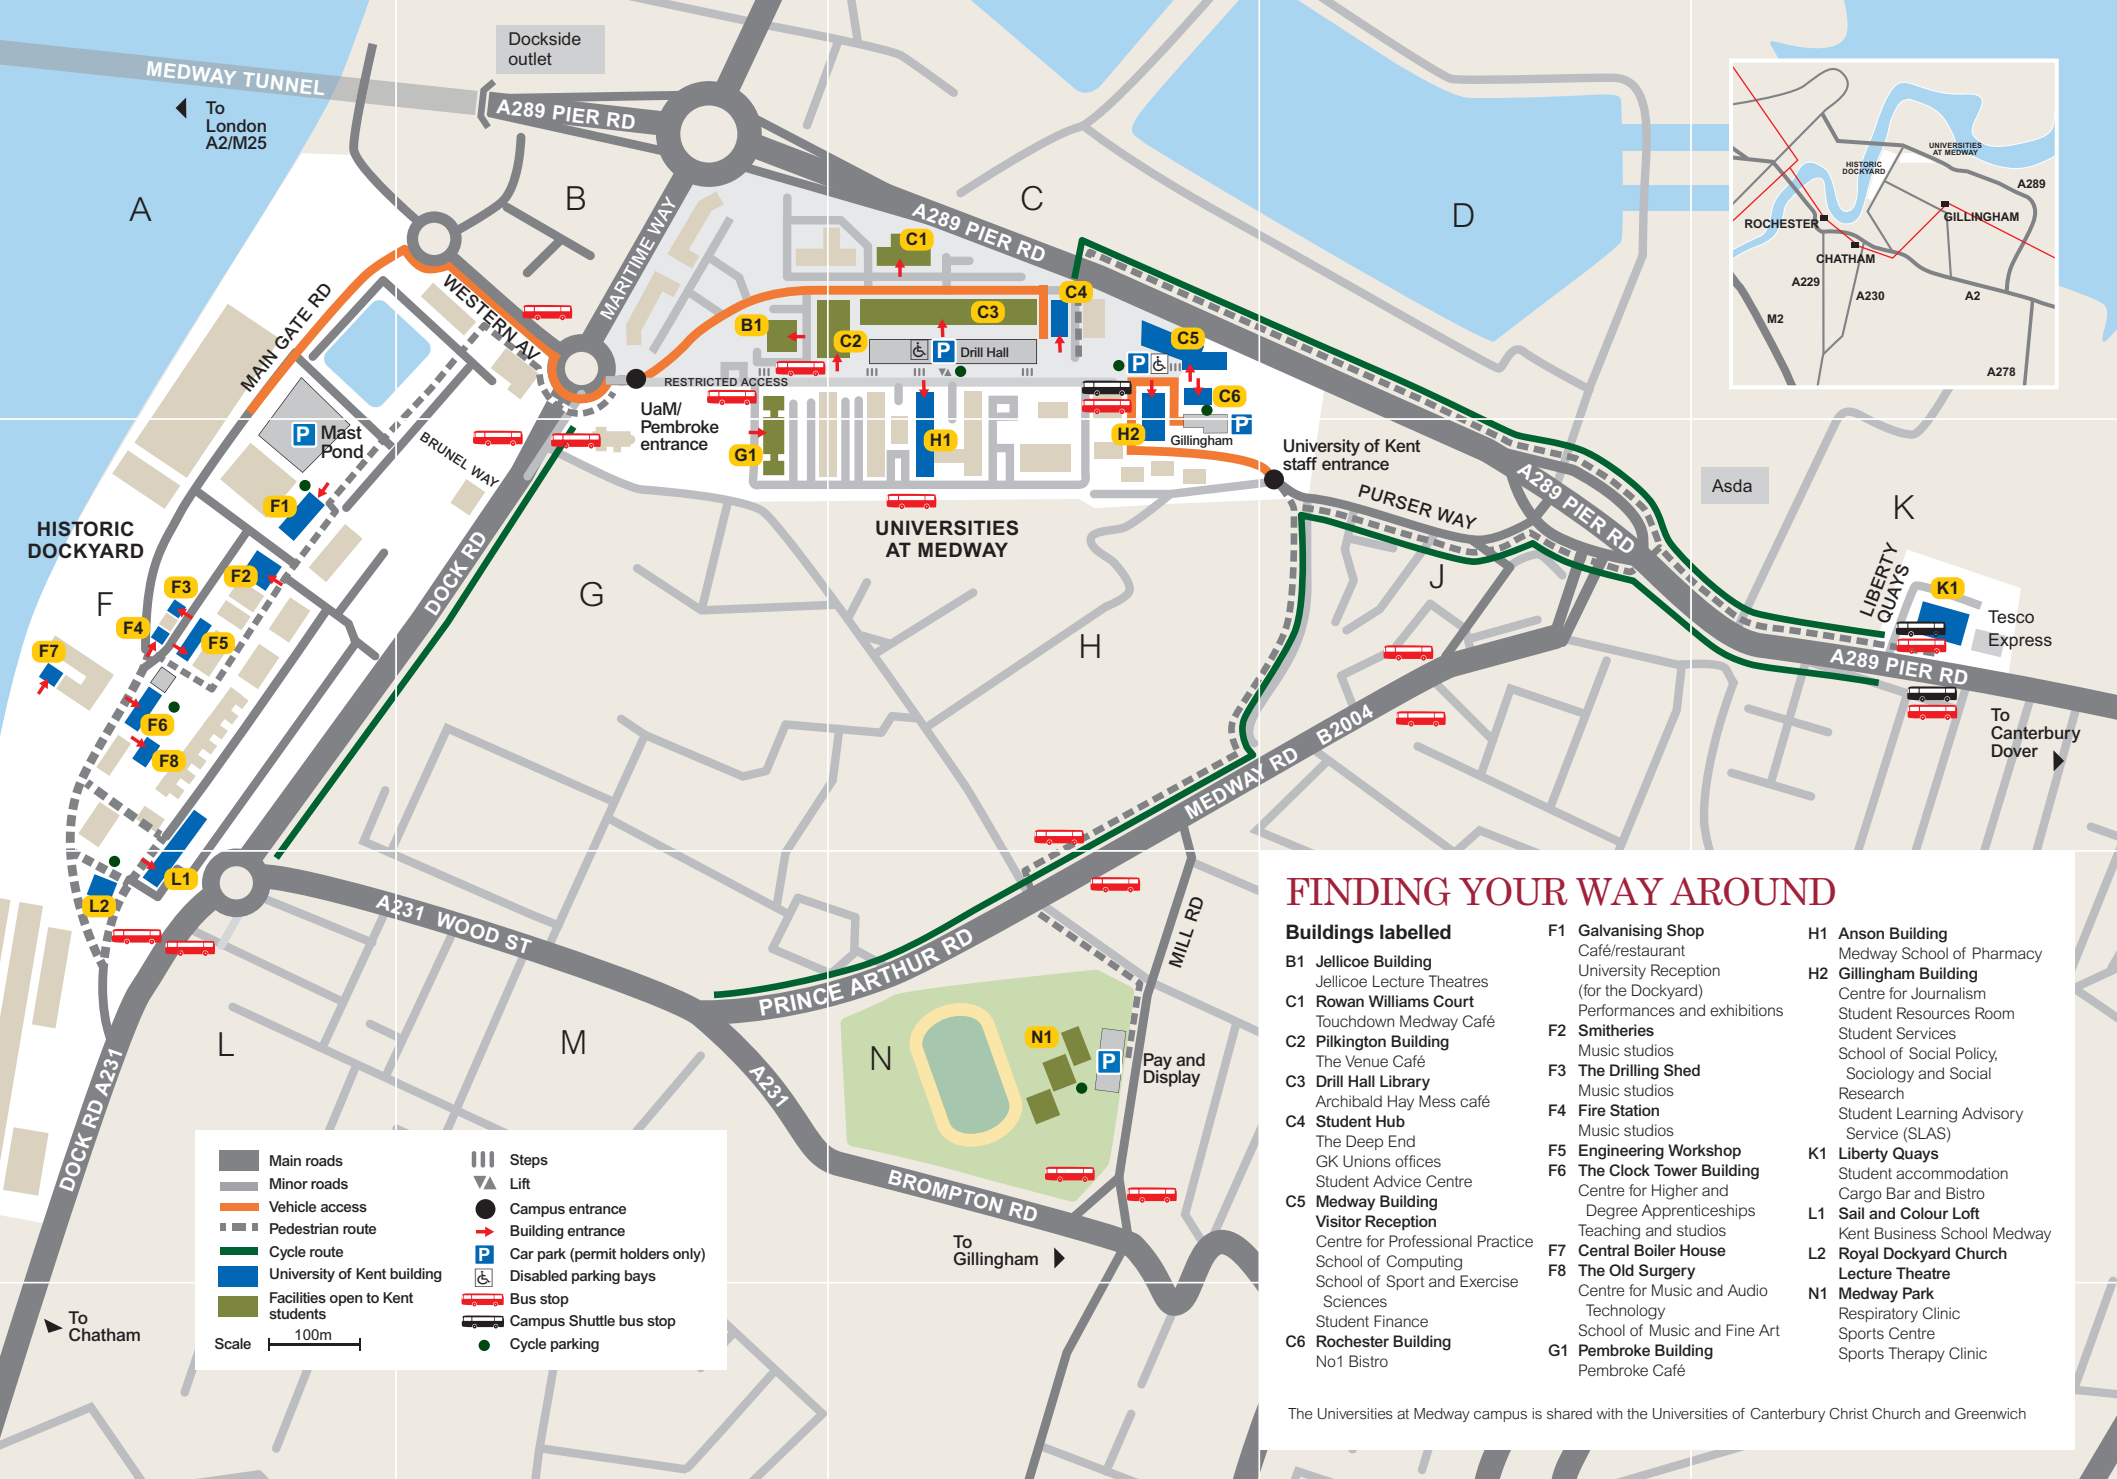 Dockside
outlet
MEDWAY TUNNEL
To
London
A2/M25
A289 PIER RD
A
B
C
D
MARITIME WAY
A289 PIER RD
UNIVERSITIES
AT MEDWAY
HISTORIC
DOCKYARD
A289
ROCHESTER
GILLINGHAM
CHATHAM
A229
A230
A2
M2
A278
MAIN GATE RD
WESTERN AV
C1
C4
C3
B1
C2
C5
Drill Hall
P
P
RESTRICTED ACCESS
C6
UaM/
Pembroke
entrance
P
Mast
Pond
BRUNEL WAY
G1
H1
H2
P
Gillingham
University of Kent
staff entrance
A289 PIER RD
PURSER WAY
Asda
K
F1
HISTORIC
DOCKYARD
UNIVERSITIES
AT MEDWAY
DOCK RD
F2
F3
F
F4
F5
F7
G
H
J
LIBERTY
QUAYS
K1
Tesco
Express
A289 PIER RD
F6
F8
To
Canterbury
Dover
MEDWAY RD
B2004
L1
L2
A231 WOOD ST
PRINCE ARTHUR RD
MILL RD
L
M
N
N1
P
Pay and
Display
A231
DOCK RD A231
BROMPTON RD
To
Gillingham
To
Chatham
Main roads
Minor roads
Vehicle access
Pedestrian route
Cycle route
University of Kent building
Facilities open to Kent
students
Scale
100m
Steps
Lift
Campus entrance
Building entrance
P
Car park (permit holders only)
Disabled parking bays
Bus stop
Campus Shuttle bus stop
Cycle parking
FINDING YOUR WAY AROUND
Buildings labelled
B1 Jellicoe Building
Jellicoe Lecture Theatres
C1 Rowan Williams Court
Touchdown Medway Café
C2 Pilkington Building
The Venue Café
C3 Drill Hall Library
Archibald Hay Mess café
C4 Student Hub
The Deep End
GK Unions offices
Student Advice Centre
C5 Medway Building
Visitor Reception
Centre for Professional Practice
School of Computing
School of Sport and Exercise
Sciences
Student Finance
C6 Rochester Building
No1 Bistro
F1 Galvanising Shop
Café/restaurant
University Reception
(for the Dockyard)
Performances and exhibitions
F2 Smitheries
Music studios
F3 The Drilling Shed
Music studios
F4 Fire Station
Music studios
F5 Engineering Workshop
F6 The Clock Tower Building
Centre for Higher and
Degree Apprenticeships
Teaching and studios
F7 Central Boiler House
F8 The Old Surgery
Centre for Music and Audio
Technology
School of Music and Fine Art
G1 Pembroke Building
Pembroke Café
H1 Anson Building
Medway School of Pharmacy
H2 Gillingham Building
Centre for Journalism
Student Resources Room
Student Services
School of Social Policy,
Sociology and Social
Research
Student Learning Advisory
Service (SLAS)
K1 Liberty Quays
Student accommodation
Cargo Bar and Bistro
L1 Sail and Colour Loft
Kent Business School Medway
L2 Royal Dockyard Church
Lecture Theatre
N1 Medway Park
Respiratory Clinic
Sports Centre
Sports Therapy Clinic
The Universities at Medway campus is shared with the Universities of Canterbury Christ Church and Greenwich